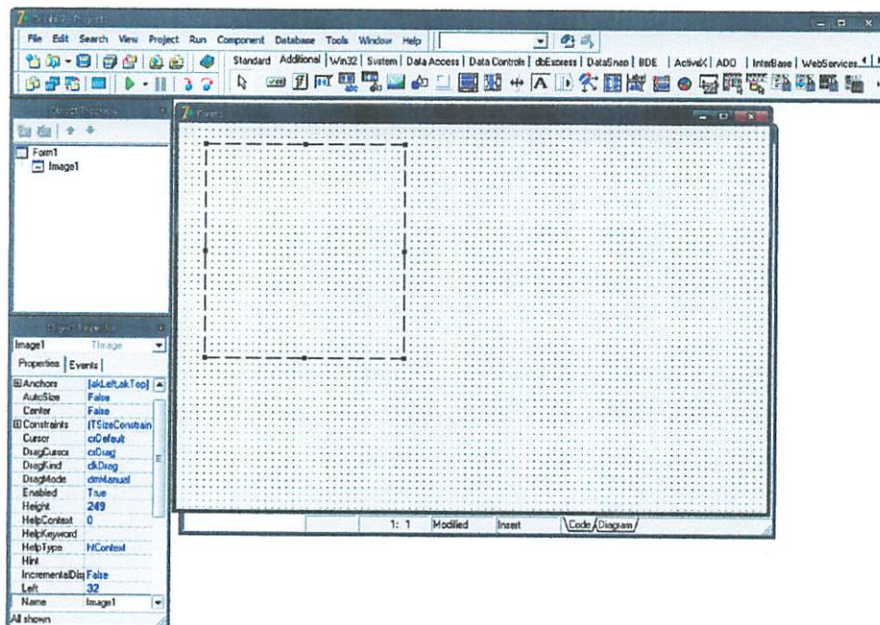 File Edit Search View Project Run Component Database Tools Window Help
Standard Additional Win32 System Data Access Data Controls dbExpress DataSnap BDE ActiveX ADO InterBase WebServices
Form1
Form1
Image1
Image1 TImage
Properties Events
Anchors [akLeft,akTop]
AutoSize False
Center False
Constraints (TSizeConstrain
Cursor crDefault
DragCursor crDrag
DragKind dkDrag
DragMode dmManual
Enabled True
Height 249
HelpContext 0
HelpKeyword
HelpType htContext
Hint
IncrementalDisp False
Left 32
Name Image1
All shown
1: 1 Modified Insert Code Diagram